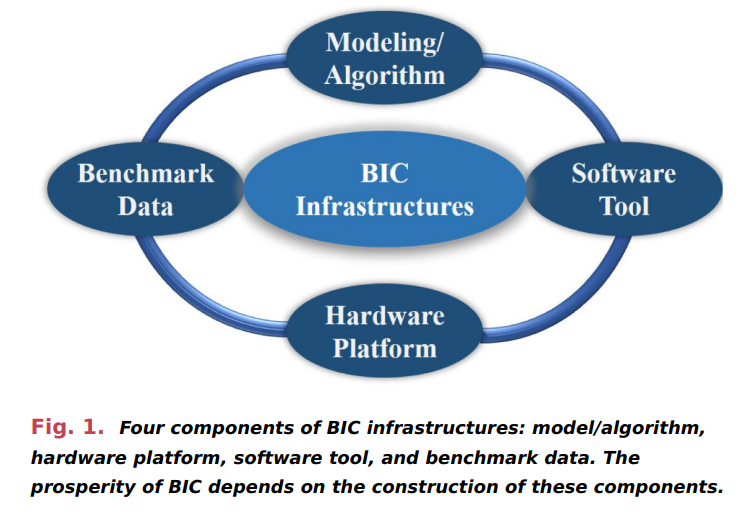 Modeling/
Algorithm
Benchmark
Data
BIC
Infrastructures
Software
Tool
Hardware
Platform
Fig. 1. Four components of BIC infrastructures: model/algorithm,
hardware platform, software tool, and benchmark data. The
prosperity of BIC depends on the construction of these components.